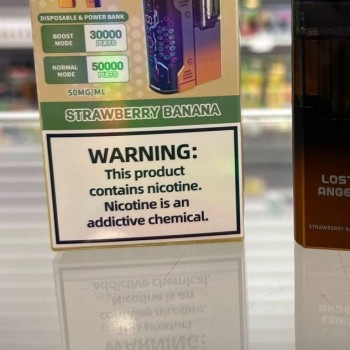 DISPOSABLE & POWER BANK
BOOST MODE
30000 PUFFS
NORMAL MODE
50000 PUFFS
50MG/ML
STRAWBERRY BANANA
WARNING:
This product
contains nicotine.
Nicotine is an
addictive chemical.
LOST
ANGE
STRAWBERRY B